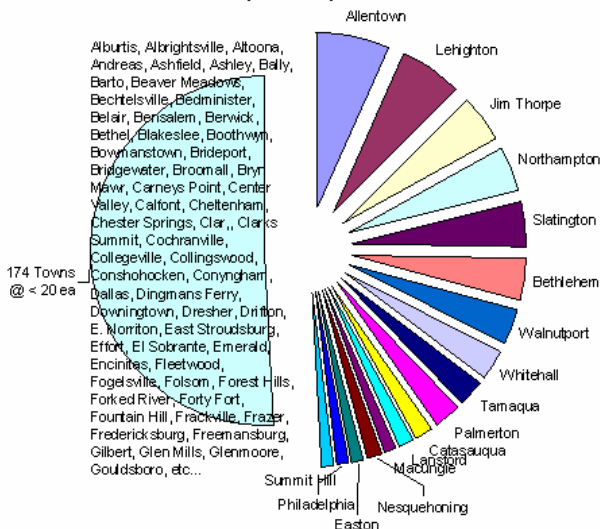 Allentown
Alburtis, Albrightsville, Altoona,
Andreas, Ashfield, Ashley, Bally,
Barto, Beaver Meadows,
Bechtelsville, Bedminister,
Belair, Bensalem, Berwick,
Bethel, Blakeslee, Boothwyn,
Bowmanstown, Brideport,
Bridgewater, Broomall, Bryn
Mawr, Carneys Point, Center
Valley, Calfont, Cheltenham,
Chester Springs, Clar,, Clarks
Summit, Cochranville,
Collegeville, Collingswood,
Conshohocken, Conyngham,
Dallas, Dingmans Ferry,
Downingtown, Dresher, Drifton,
E. Norriton, East Stroudsburg,
Effort, El Sobrante, Emerald,
Encinitas, Fleetwood,
Fogelsville, Folsom, Forest Hills,
Forked River, Forty Fort,
Fountain Hill, Frackville, Frazer,
Fredericksburg, Freemansburg,
Gilbert, Glen Mills, Glenmoore,
Gouldsboro, etc...
174 Towns
@ < 20 ea
Lehighton
Jim Thorpe
Northampton
Slatington
Bethlehem
Walnutport
Whitehall
Tamaqua
Palmerton
Catasauqua
Lansford
Macungie
Nesquehoning
Easton
Philadelphia
Summit Hill